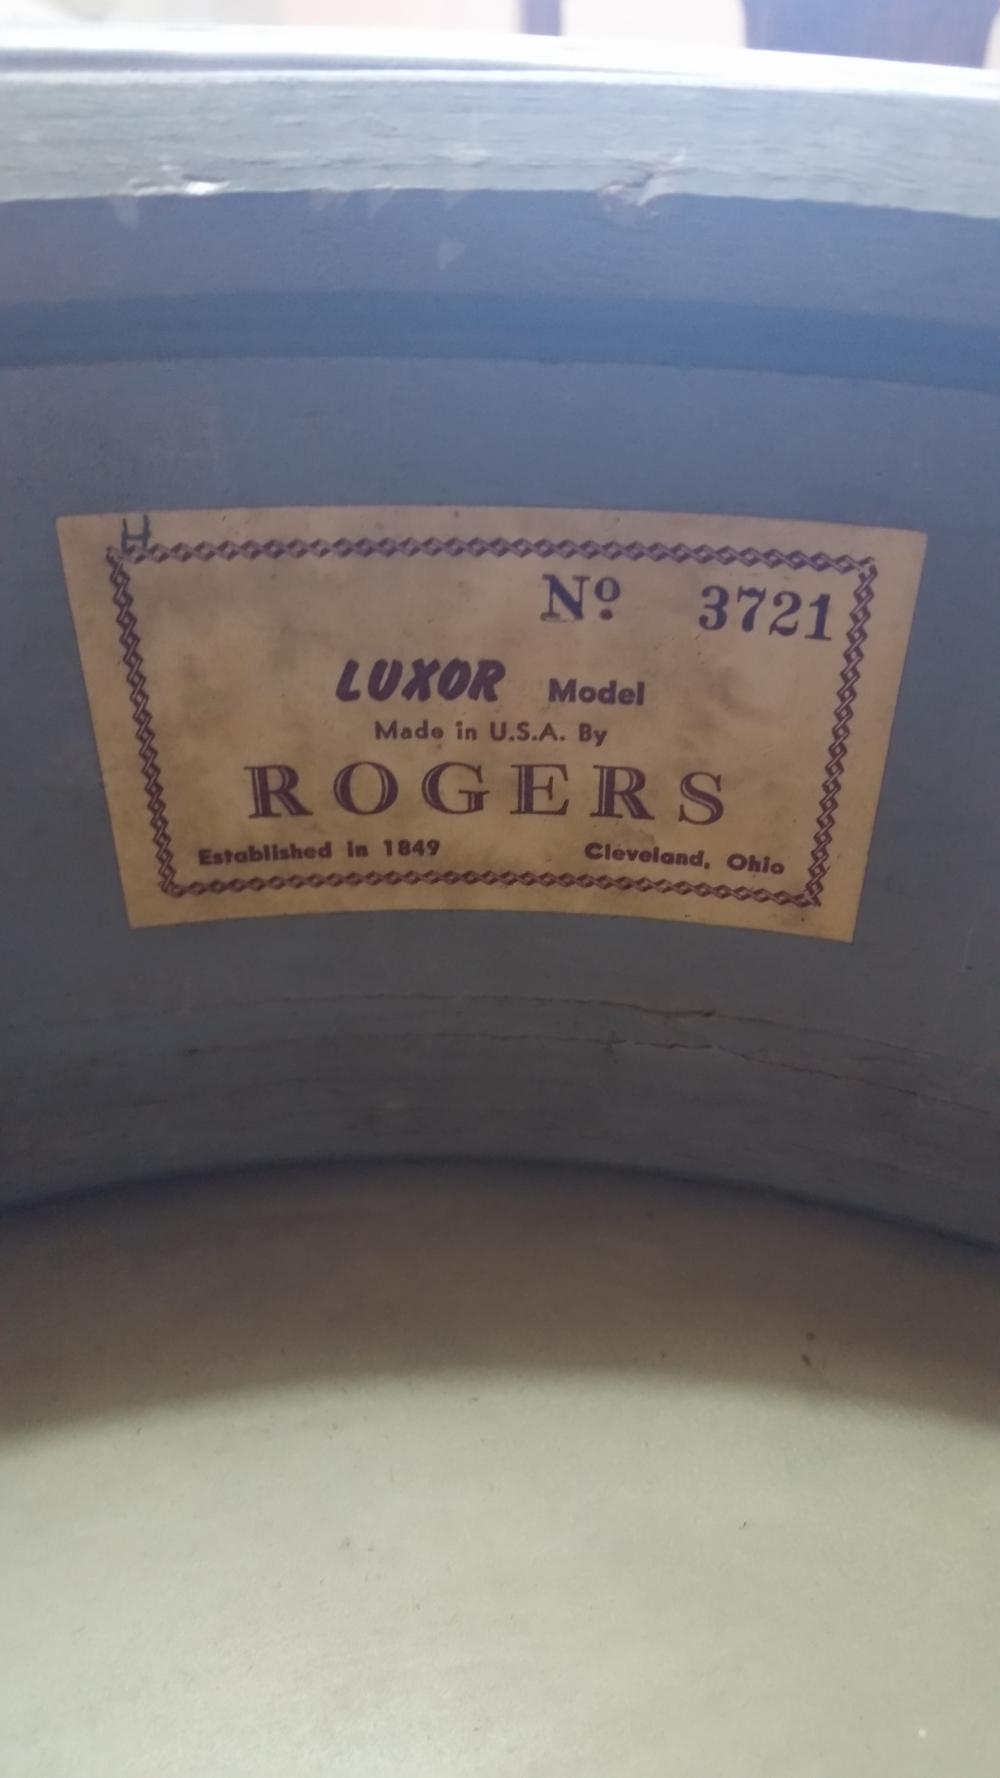 H
Nº 3721
LUXOR Model
Made in U.S.A. By
ROGERS
Established in 1849 Cleveland, Ohio